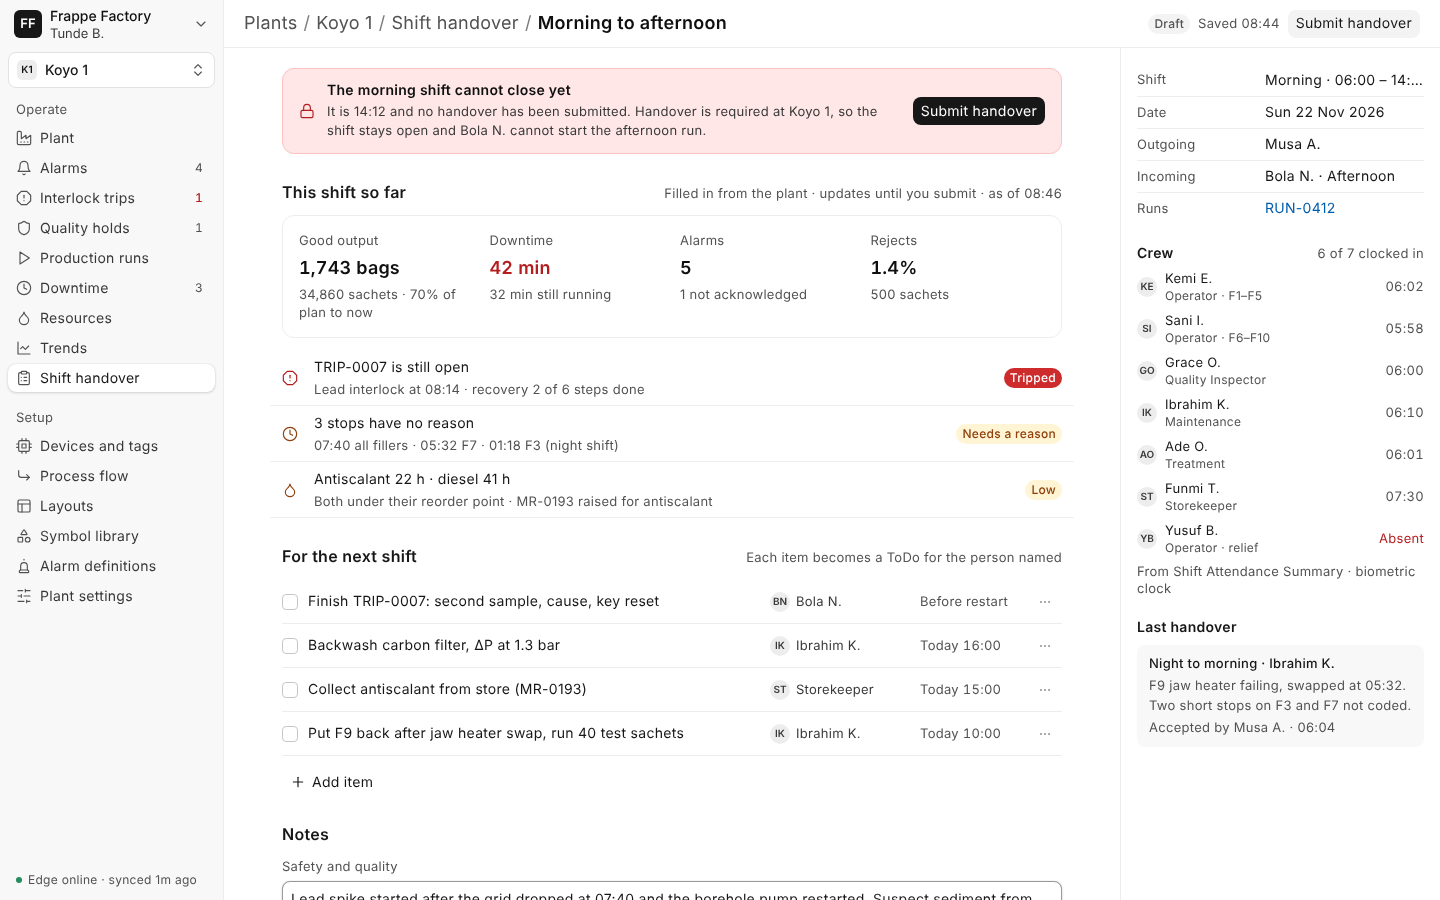 FF
Frappe Factory
Tunde B.
K1
Koyo 1
Operate
Plant
Alarms 4
Interlock trips 1
Quality holds 1
Production runs
Downtime 3
Resources
Trends
Shift handover
Setup
Devices and tags
Process flow
Layouts
Symbol library
Alarm definitions
Plant settings
Edge online · synced 1m ago
Plants / Koyo 1 / Shift handover / Morning to afternoon
Draft Saved 08:44 Submit handover
The morning shift cannot close yet
It is 14:12 and no handover has been submitted. Handover is required at Koyo 1, so the
shift stays open and Bola N. cannot start the afternoon run.
Submit handover
This shift so far
Filled in from the plant · updates until you submit · as of 08:46
Good output
1,743 bags
34,860 sachets · 70% of
plan to now
Downtime
42 min
32 min still running
Alarms
5
1 not acknowledged
Rejects
1.4%
500 sachets
TRIP-0007 is still open
Lead interlock at 08:14 · recovery 2 of 6 steps done
Tripped
3 stops have no reason
07:40 all fillers · 05:32 F7 · 01:18 F3 (night shift)
Needs a reason
Antiscalant 22 h · diesel 41 h
Both under their reorder point · MR-0193 raised for antiscalant
Low
For the next shift
Each item becomes a ToDo for the person named
Finish TRIP-0007: second sample, cause, key reset BN Bola N. Before restart ···
Backwash carbon filter, ΔP at 1.3 bar IK Ibrahim K. Today 16:00 ···
Collect antiscalant from store (MR-0193) ST Storekeeper Today 15:00 ···
Put F9 back after jaw heater swap, run 40 test sachets IK Ibrahim K. Today 10:00 ···
+ Add item
Notes
Safety and quality
Lead spike started after the grid dropped at 07:40 and the borehole pump restarted. Suspect sediment from
Shift Morning · 06:00 – 14:...
Date Sun 22 Nov 2026
Outgoing Musa A.
Incoming Bola N. · Afternoon
Runs RUN-0412
Crew 6 of 7 clocked in
KE
Kemi E.
Operator · F1–F5
06:02
SI
Sani I.
Operator · F6–F10
05:58
GO
Grace O.
Quality Inspector
06:00
IK
Ibrahim K.
Maintenance
06:10
AO
Ade O.
Treatment
06:01
ST
Funmi T.
Storekeeper
07:30
YB
Yusuf B.
Operator · relief
Absent
From Shift Attendance Summary · biometric
clock
Last handover
Night to morning · Ibrahim K.
F9 jaw heater failing, swapped at 05:32.
Two short stops on F3 and F7 not coded.
Accepted by Musa A. · 06:04